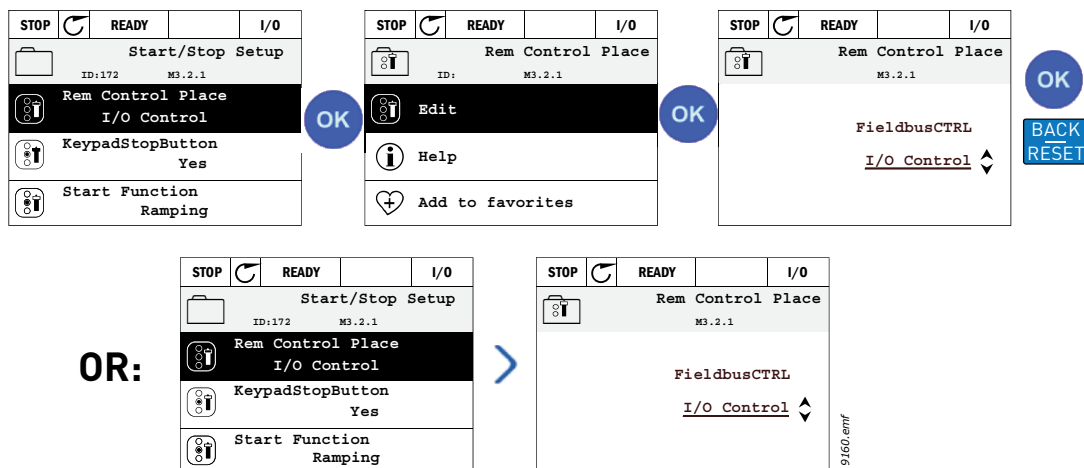 STOP READY I/O
Start/Stop Setup
ID:172 M3.2.1
Rem Control Place
I/O Control
KeypadStopButton
Yes
Start Function
Ramping
OK
STOP READY I/O
Rem Control Place
ID: M3.2.1
Edit
Help
Add to favorites
OK
STOP READY I/O
Rem Control Place
M3.2.1
FieldbusCTRL
I/O Control
OK
BACK
RESET
OR:
STOP READY I/O
Start/Stop Setup
ID:172 M3.2.1
Rem Control Place
I/O Control
KeypadStopButton
Yes
Start Function
Ramping
STOP READY I/O
Rem Control Place
M3.2.1
FieldbusCTRL
I/O Control
9160.emf